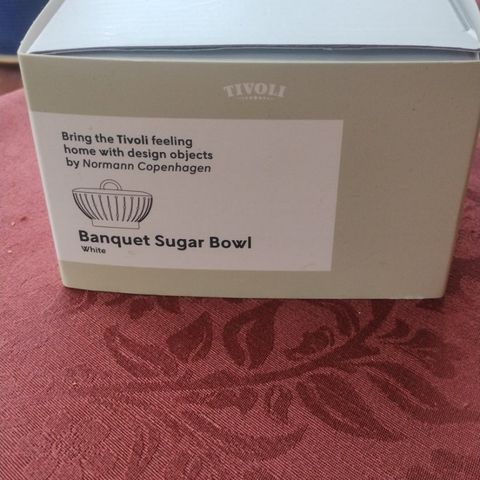 TIVOLI
Bring the Tivoli feeling
home with design objects
by Normann Copenhagen
Banquet Sugar Bowl
White